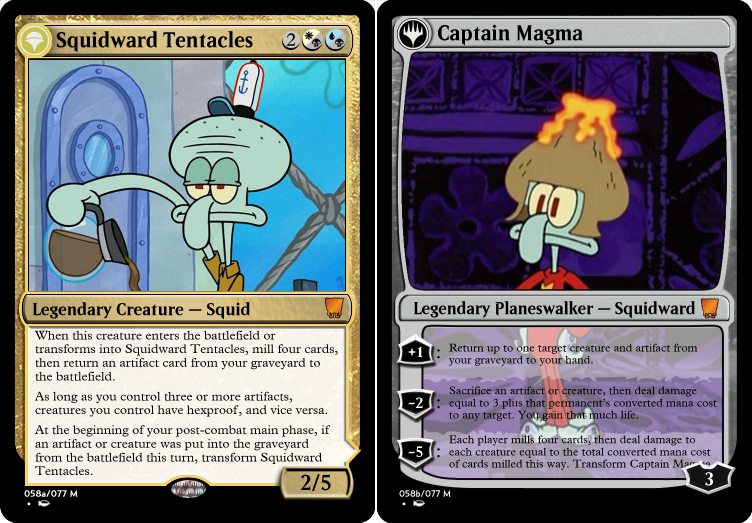 Squidward Tentacles 2
Legendary Creature — Squid
When this creature enters the battlefield or
transforms into Squidward Tentacles, mill four cards,
then return an artifact card from your graveyard to
the battlefield.
As long as you control three or more artifacts,
creatures you control have hexproof, and vice versa.
At the beginning of your post-combat main phase, if
an artifact or creature was put into the graveyard
from the battlefield this turn, transform Squidward
Tentacles.
2/5
058a/077 M
Captain Magma
Legendary Planeswalker — Squidward
+1: Return up to one target creature and artifact from
your graveyard to your hand.
-2: Sacrifice an artifact or creature, then deal damage
equal to 3 plus that permanent's converted mana cost
to any target. You gain that much life.
-5: Each player mills four cards, then deal damage to
each creature equal to the total converted mana cost
of cards milled this way. Transform Captain Magma.
3
058b/077 M